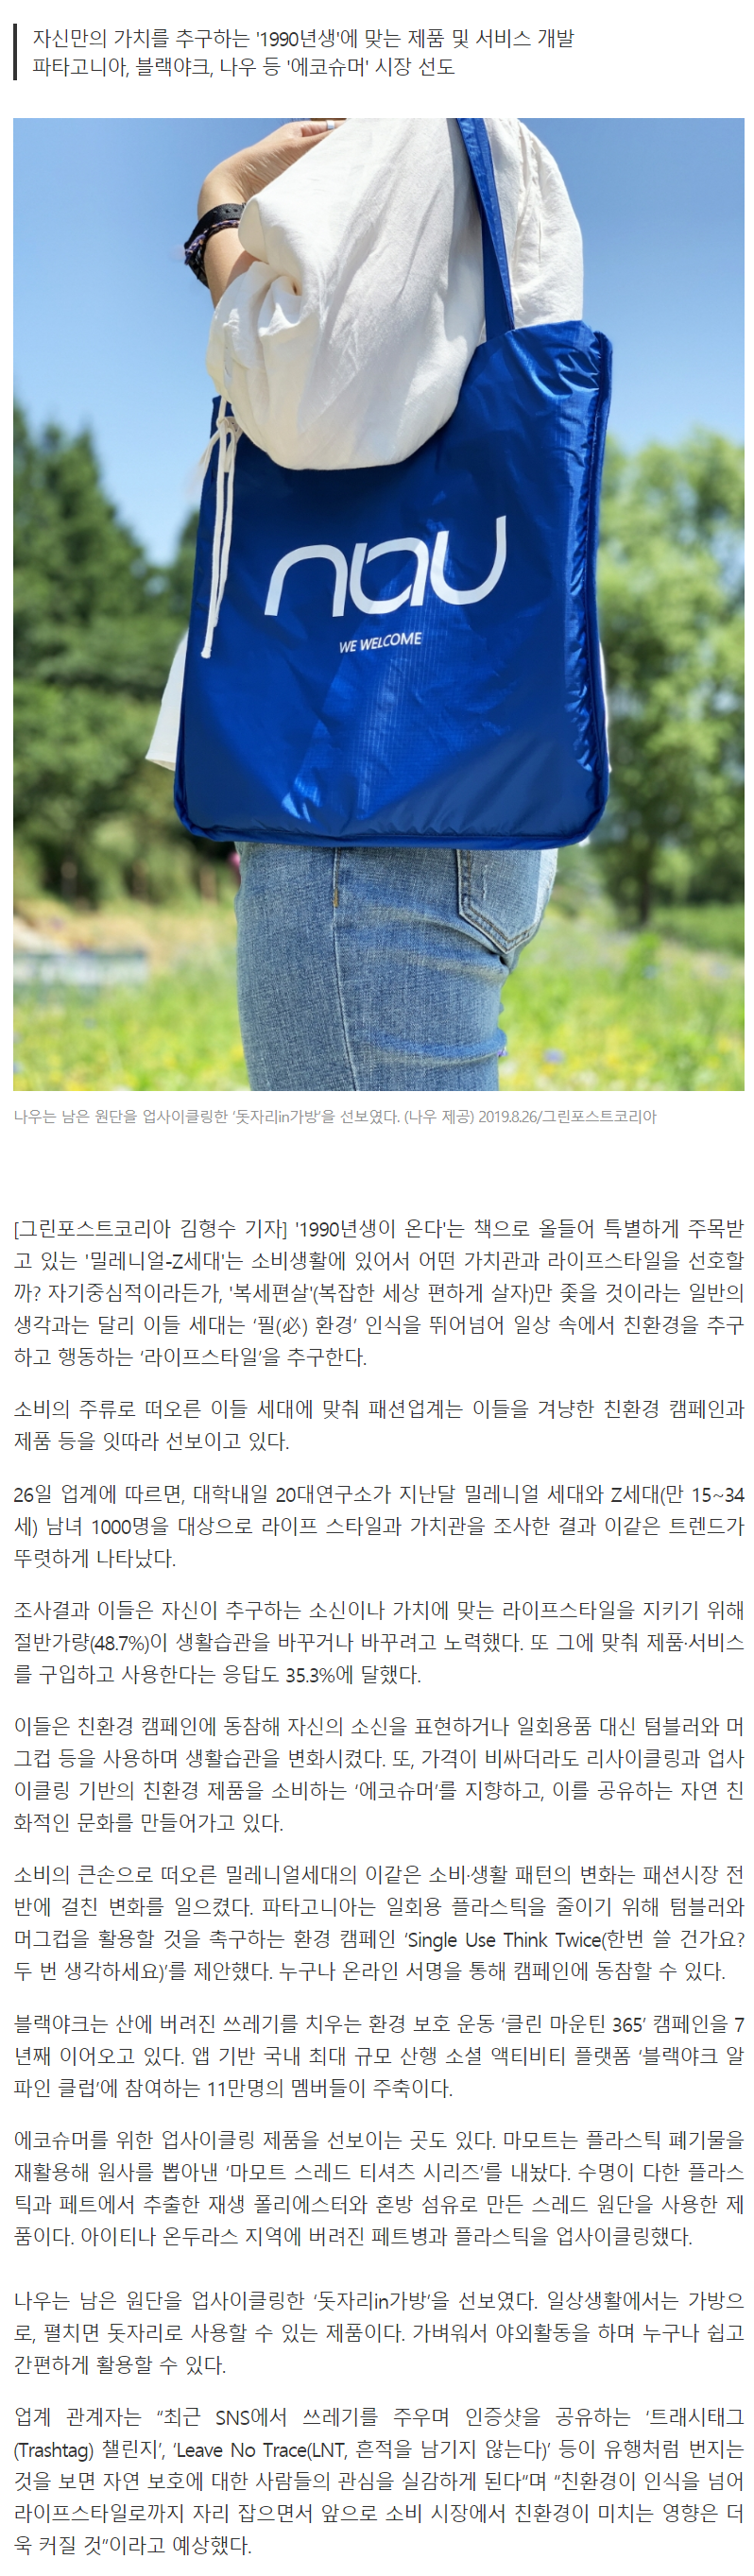 자신만의 가치를 추구하는 '1990년생'에 맞는 제품 및 서비스 개발
파타고니아, 블랙야크, 나우 등 '에코슈머' 시장 선도
nau
WE WELCOME
나우는 남은 원단을 업사이클링한 ‘돗자리in가방’을 선보였다. (나우 제공) 2019.8.26/그린포스트코리아
[그린포스트코리아 김형수 기자] '1990년생이 온다'는 책으로 올들어 특별하게 주목받
고 있는 '밀레니얼-Z세대'는 소비생활에 있어서 어떤 가치관과 라이프스타일을 선호할
까? 자기중심적이라든가, '복세편살'(복잡한 세상 편하게 살자)만 좇을 것이라는 일반의
생각과는 달리 이들 세대는 ‘필(必) 환경’ 인식을 뛰어넘어 일상 속에서 친환경을 추구
하고 행동하는 ‘라이프스타일’을 추구한다.
소비의 주류로 떠오른 이들 세대에 맞춰 패션업계는 이들을 겨냥한 친환경 캠페인과
제품 등을 잇따라 선보이고 있다.
26일 업계에 따르면, 대학내일 20대연구소가 지난달 밀레니얼 세대와 Z세대(만 15~34
세) 남녀 1000명을 대상으로 라이프 스타일과 가치관을 조사한 결과 이같은 트렌드가
뚜렷하게 나타났다.
조사결과 이들은 자신이 추구하는 소신이나 가치에 맞는 라이프스타일을 지키기 위해
절반가량(48.7%)이 생활습관을 바꾸거나 바꾸려고 노력했다. 또 그에 맞춰 제품·서비스
를 구입하고 사용한다는 응답도 35.3%에 달했다.
이들은 친환경 캠페인에 동참해 자신의 소신을 표현하거나 일회용품 대신 텀블러와 머
그컵 등을 사용하며 생활습관을 변화시켰다. 또, 가격이 비싸더라도 리사이클링과 업사
이클링 기반의 친환경 제품을 소비하는 ‘에코슈머’를 지향하고, 이를 공유하는 자연 친
화적인 문화를 만들어가고 있다.
소비의 큰손으로 떠오른 밀레니얼세대의 이같은 소비·생활 패턴의 변화는 패션시장 전
반에 걸친 변화를 일으켰다. 파타고니아는 일회용 플라스틱을 줄이기 위해 텀블러와
머그컵을 활용할 것을 촉구하는 환경 캠페인 ‘Single Use Think Twice(한번 쓸 건가요?
두 번 생각하세요)’를 제안했다. 누구나 온라인 서명을 통해 캠페인에 동참할 수 있다.
블랙야크는 산에 버려진 쓰레기를 치우는 환경 보호 운동 ‘클린 마운틴 365’ 캠페인을 7
년째 이어오고 있다. 앱 기반 국내 최대 규모 산행 소셜 액티비티 플랫폼 ‘블랙야크 알
파인 클럽’에 참여하는 11만명의 멤버들이 주축이다.
에코슈머를 위한 업사이클링 제품을 선보이는 곳도 있다. 마모트는 플라스틱 폐기물을
재활용해 원사를 뽑아낸 ‘마모트 스레드 티셔츠 시리즈’를 내놨다. 수명이 다한 플라스
틱과 페트에서 추출한 재생 폴리에스터와 혼방 섬유로 만든 스레드 원단을 사용한 제
품이다. 아이티나 온두라스 지역에 버려진 페트병과 플라스틱을 업사이클링했다.
나우는 남은 원단을 업사이클링한 ‘돗자리in가방’을 선보였다. 일상생활에서는 가방으
로, 펼치면 돗자리로 사용할 수 있는 제품이다. 가벼워서 야외활동을 하며 누구나 쉽고
간편하게 활용할 수 있다.
업계 관계자는 “최근 SNS에서 쓰레기를 주우며 인증샷을 공유하는 ‘트래시태그
(Trashtag) 챌린지’, ‘Leave No Trace(LNT, 흔적을 남기지 않는다)’ 등이 유행처럼 번지는
것을 보면 자연 보호에 대한 사람들의 관심을 실감하게 된다”며 “친환경이 인식을 넘어
라이프스타일로까지 자리 잡으면서 앞으로 소비 시장에서 친환경이 미치는 영향은 더
욱 커질 것”이라고 예상했다.